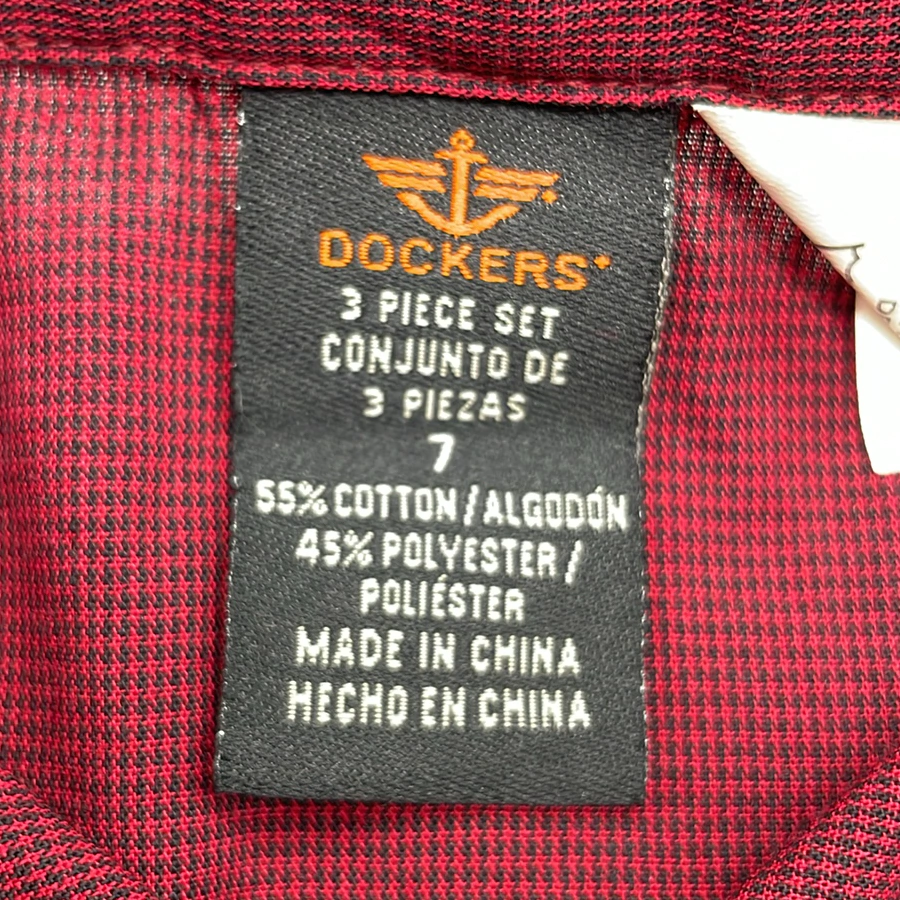 DOCKERS
3 PIECE SET
CONJUNTO DE
3 PIEZAS
7
55% COTTON / ALGODÓN
45% POLYESTER /
POLIÉSTER
MADE IN CHINA
HECHO EN CHINA